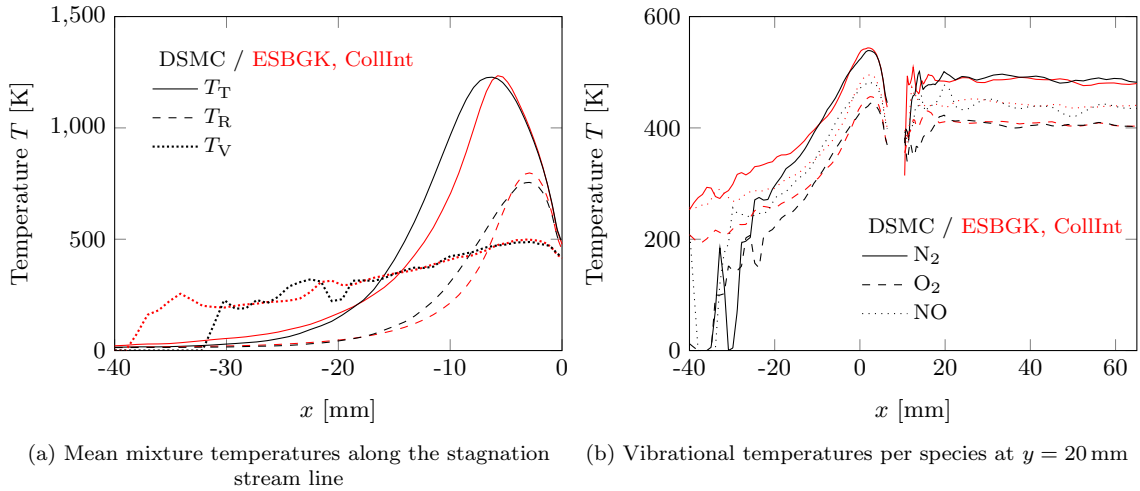 1,500
1,000
500
0
-40
-30
-20
-10
0
Temperature T [K]
x [mm]
DSMC / ESBGK, CollInt
T_T
T_R
T_V
(a) Mean mixture temperatures along the stagnation
stream line
600
400
200
0
-40
-20
0
20
40
60
Temperature T [K]
x [mm]
DSMC / ESBGK, CollInt
N₂
O₂
NO
(b) Vibrational temperatures per species at y = 20 mm